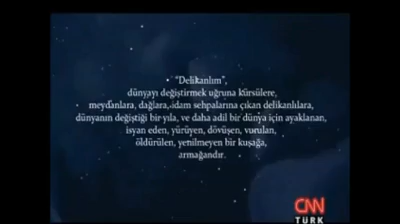 "Delikanlım",
dünyayı değiştirmek uğruna kürsülere,
meydanlara, dağlara, idam sehpalarına çıkan delikanlılara,
dünyanın değiştiği bir yıla, ve daha adil bir dünya için ayaklanan,
isyan eden, yürüyen, dövüşen, vurulan,
öldürülen, yenilmeyen bir kuşağa,
armağandır.
CNN
TÜRK